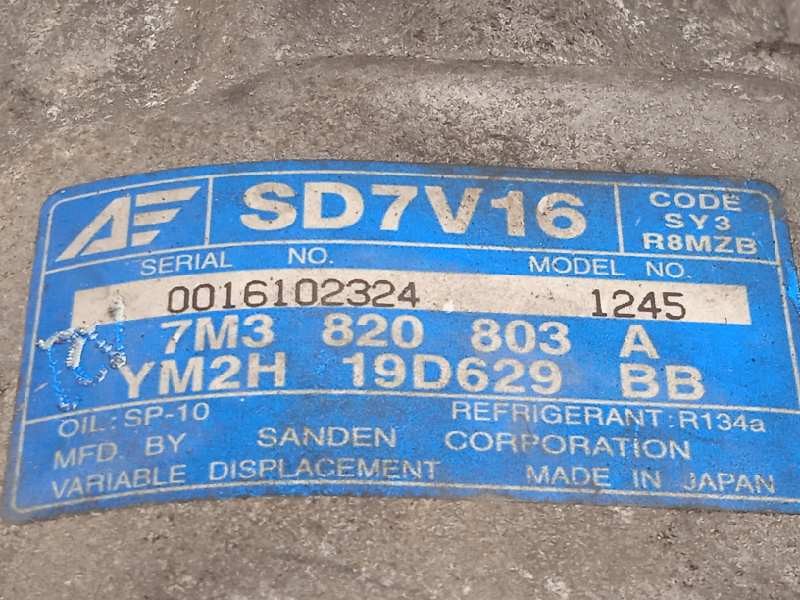 AE SD7V16 CODE
SY3
R8MZB
SERIAL NO. MODEL NO.
0016102324 1245
7M3 820 803 A
YM2H 19D629 BB
OIL: SP-10 REFRIGERANT: R134a
MFD. BY SANDEN CORPORATION
VARIABLE DISPLACEMENT MADE IN JAPAN